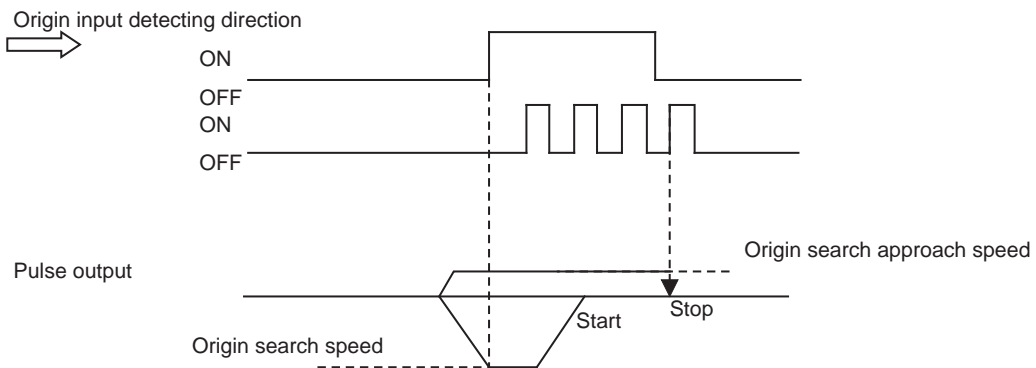 Origin input detecting direction
ON
OFF
ON
OFF
Origin search approach speed
Pulse output
Start
Stop
Origin search speed